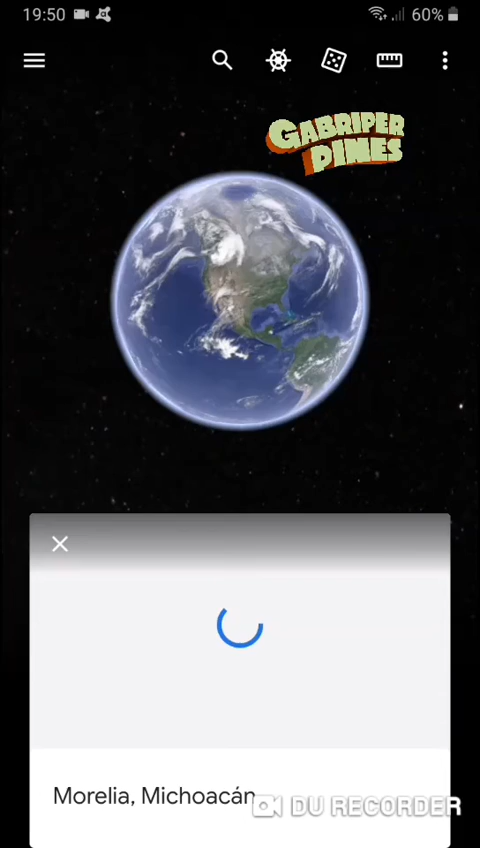 19:50
60%
GABRIPER
PINES
Morelia, Michoacán
DU RECORDER